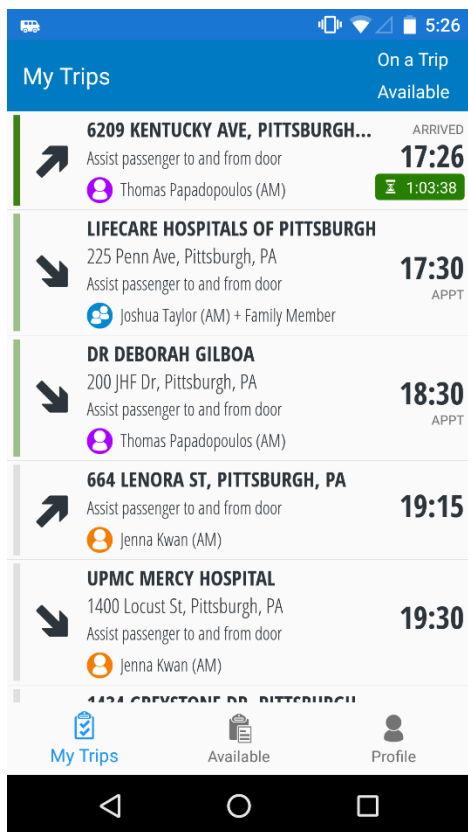 5:26
My Trips
On a Trip
Available
6209 KENTUCKY AVE, PITTSBURGH...
ARRIVED
Assist passenger to and from door
17:26
Thomas Papadopoulos (AM)
1:03:38
LIFECARE HOSPITALS OF PITTSBURGH
225 Penn Ave, Pittsburgh, PA
17:30
Assist passenger to and from door
APPT
Joshua Taylor (AM) + Family Member
DR DEBORAH GILBOA
200 JHF Dr, Pittsburgh, PA
18:30
Assist passenger to and from door
APPT
Thomas Papadopoulos (AM)
664 LENORA ST, PITTSBURGH, PA
Assist passenger to and from door
19:15
Jenna Kwan (AM)
UPMC MERCY HOSPITAL
1400 Locust St, Pittsburgh, PA
19:30
Assist passenger to and from door
Jenna Kwan (AM)
1424 GREYSTONE DR, PITTSBURGH
My Trips
Available
Profile